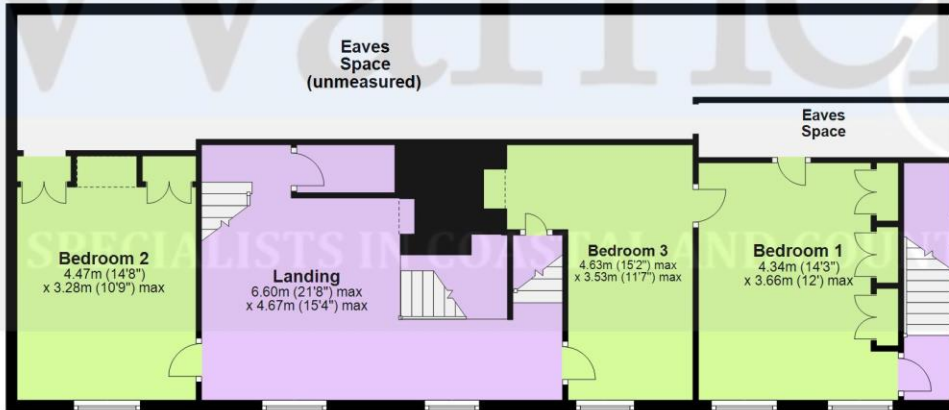 Eaves
Space
(unmeasured)
Eaves
Space
Bedroom 2
4.47m (14'8")
x 3.28m (10'9") max
Landing
6.60m (21'8") max
x 4.67m (15'4") max
Bedroom 3
4.63m (15'2") max
x 3.53m (11'7") max
Bedroom 1
4.34m (14'3")
x 3.66m (12') max
SPECIALISTS IN COASTAL AND